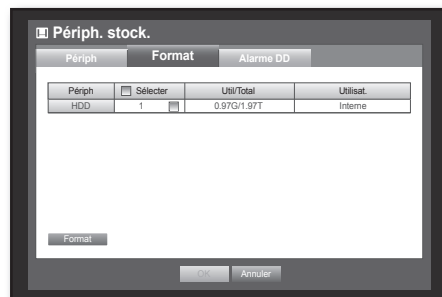 Périph. stock.
Périph Format Alarme DD
Périph Sélecter Util/Total Utilisat.
HDD 1 0.97G/1.97T Interne
Format
OK Annuler